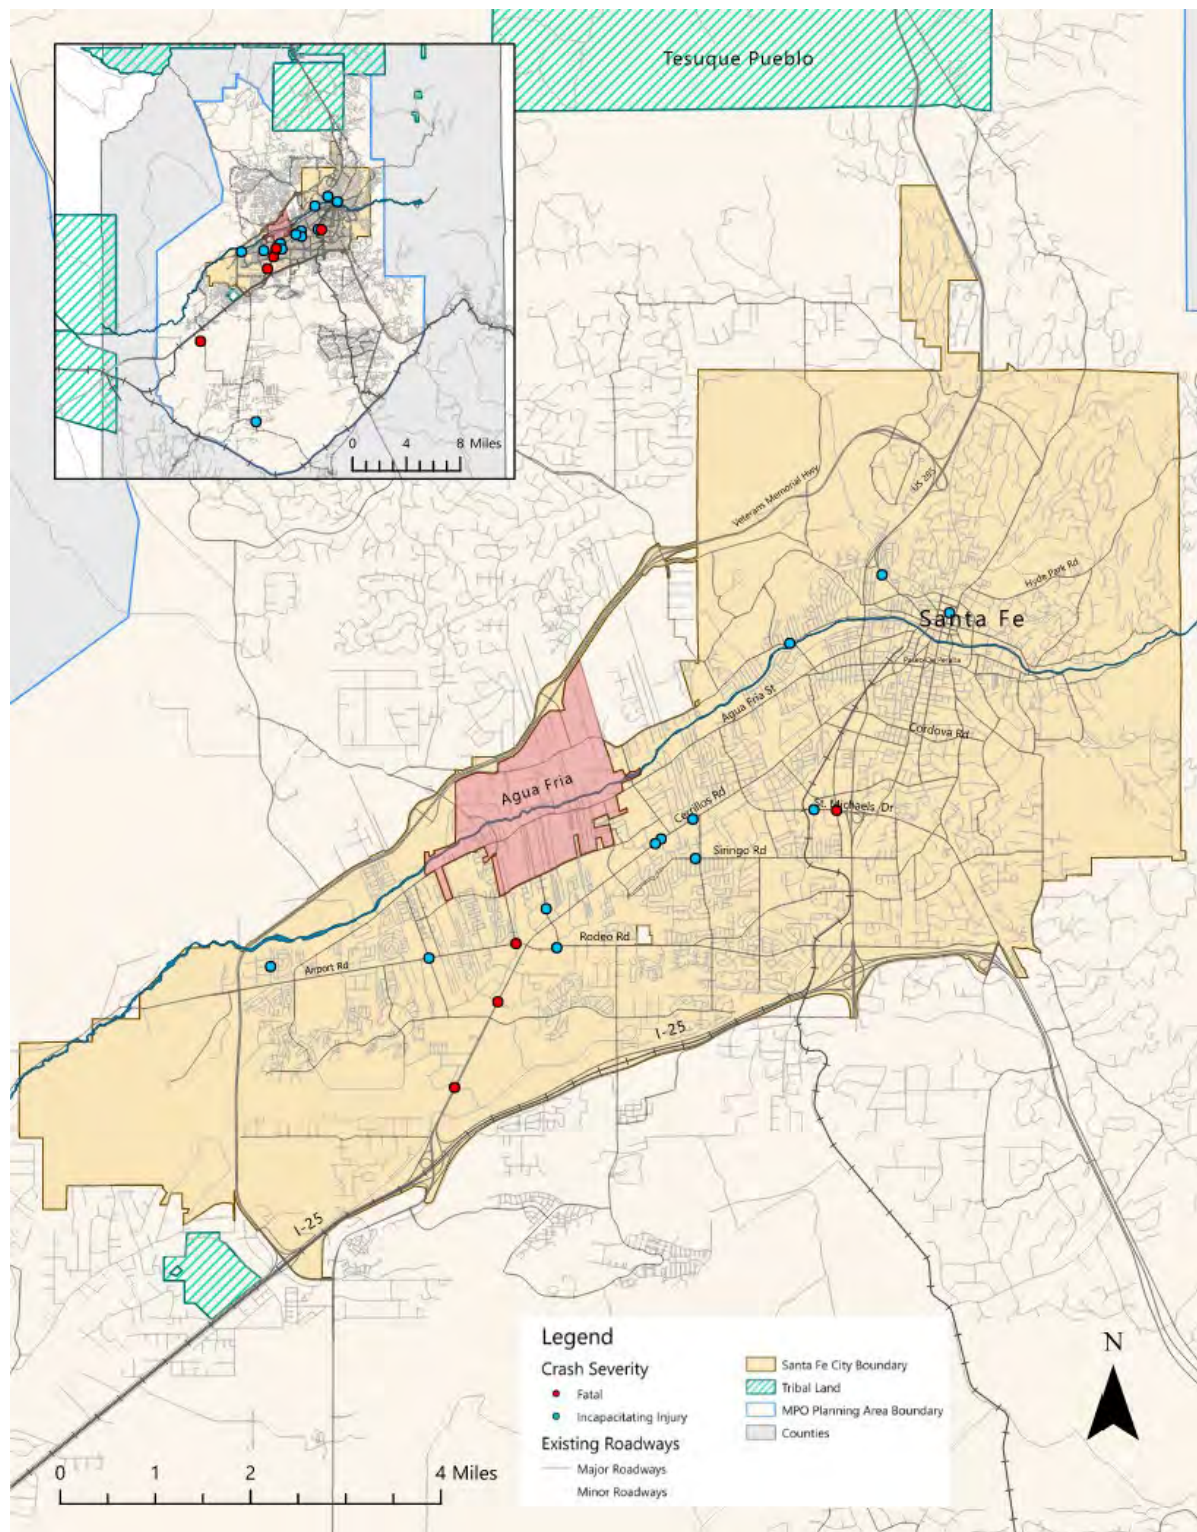 Tesuque Pueblo
0 4 8 Miles
Veterans Memorial Hwy
US 285
Hyde Park Rd
Santa Fe
Paseo De Peralta
Agua Fria St
Cordova Rd
Agua Fria
Cerrillos Rd
St. Michaels Dr
Siringo Rd
Rodeo Rd
Airport Rd
I-25
I-25
Legend
Crash Severity
Fatal
Incapacitating Injury
Existing Roadways
Major Roadways
Minor Roadways
Santa Fe City Boundary
Tribal Land
MPO Planning Area Boundary
Counties
N
0 1 2 4 Miles